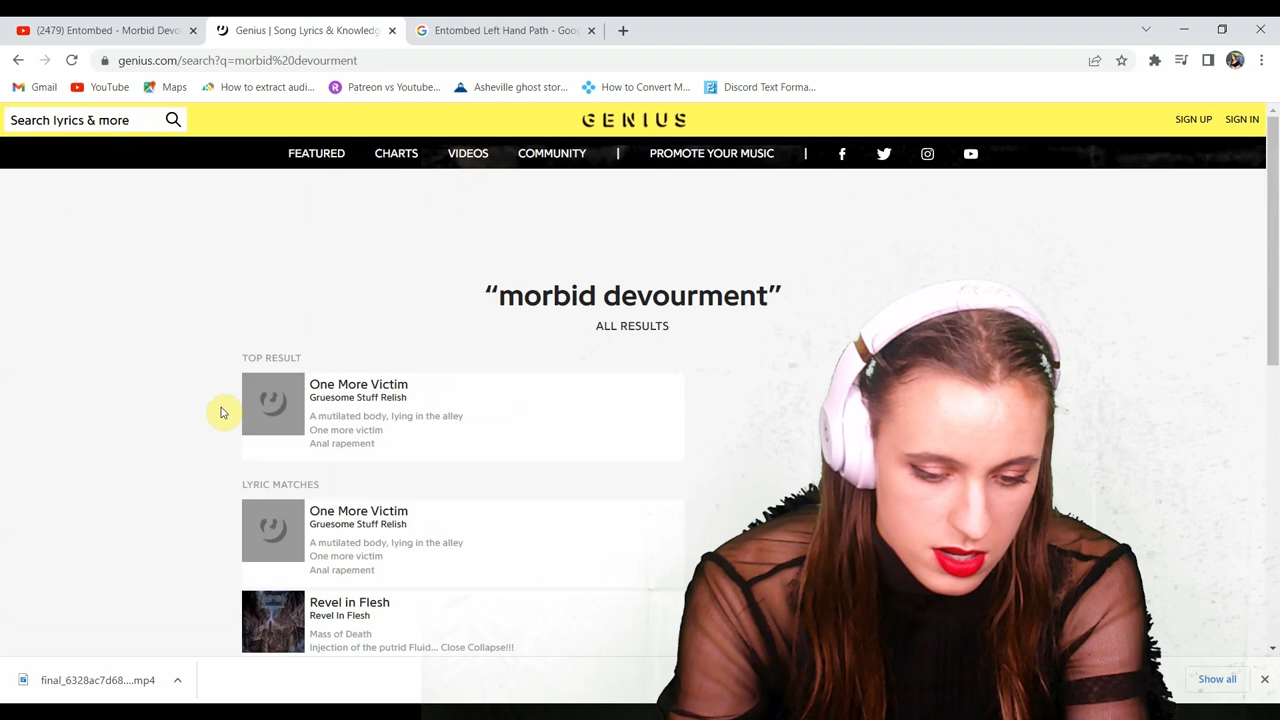 (2479) Entombed - Morbid Devo
Genius | Song Lyrics & Knowledg
Entombed Left Hand Path - Goo
genius.com/search?q=morbid%20devourment
Gmail
YouTube
Maps
How to extract audi...
Patreon vs Youtube...
Asheville ghost stor...
How to Convert M...
Discord Text Forma...
Search lyrics & more
GENIUS
SIGN UP
SIGN IN
FEATURED
CHARTS
VIDEOS
COMMUNITY
|
PROMOTE YOUR MUSIC
|
“morbid devourment”
ALL RESULTS
TOP RESULT
One More Victim
Gruesome Stuff Relish
A mutilated body, lying in the alley
One more victim
Anal rapement
LYRIC MATCHES
One More Victim
Gruesome Stuff Relish
A mutilated body, lying in the alley
One more victim
Anal rapement
Revel in Flesh
Revel In Flesh
Mass of Death
Injection of the putrid Fluid... Close Collapse!!!
final_6328ac7d68....mp4
Show all